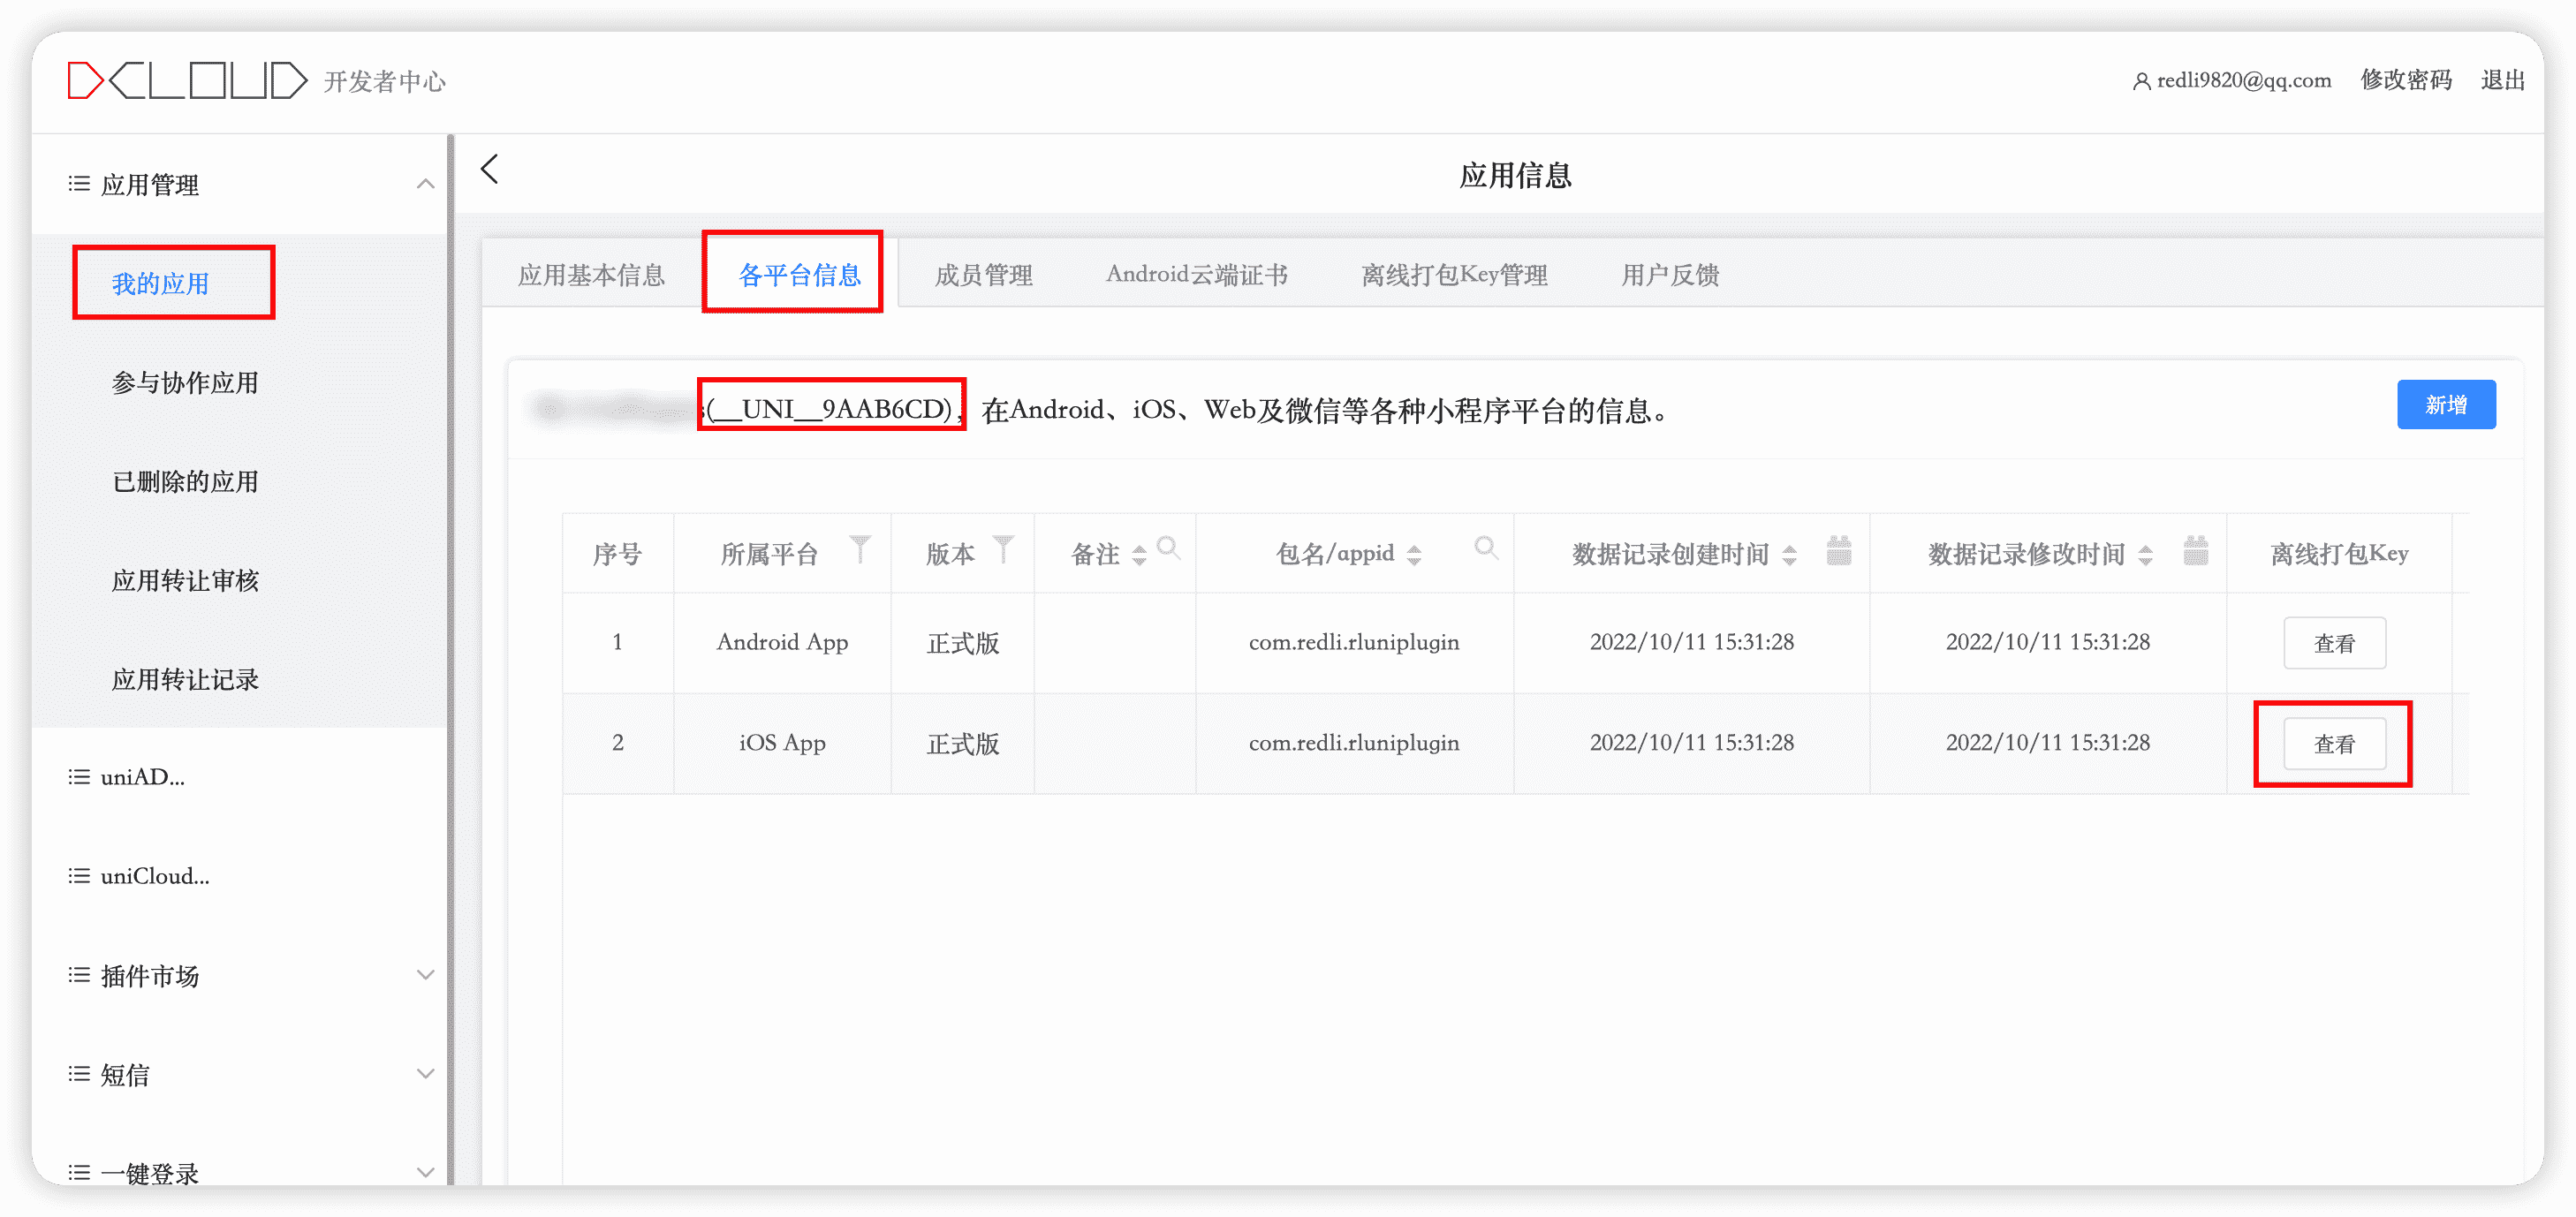 DCLOUD 开发者中心
redli9820@qq.com 修改密码 退出
应用管理
我的应用
参与协作应用
已删除的应用
应用转让审核
应用转让记录
uniAD...
uniCloud...
插件市场
短信
一键登录
应用信息
应用基本信息 各平台信息 成员管理 Android云端证书 离线打包Key管理 用户反馈
(__UNI__9AAB6CD)，在Android、iOS、Web及微信等各种小程序平台的信息。
新增
序号 所属平台 版本 备注 包名/appid 数据记录创建时间 数据记录修改时间 离线打包Key
1 Android App 正式版 com.redli.rluniplugin 2022/10/11 15:31:28 2022/10/11 15:31:28 查看
2 iOS App 正式版 com.redli.rluniplugin 2022/10/11 15:31:28 2022/10/11 15:31:28 查看